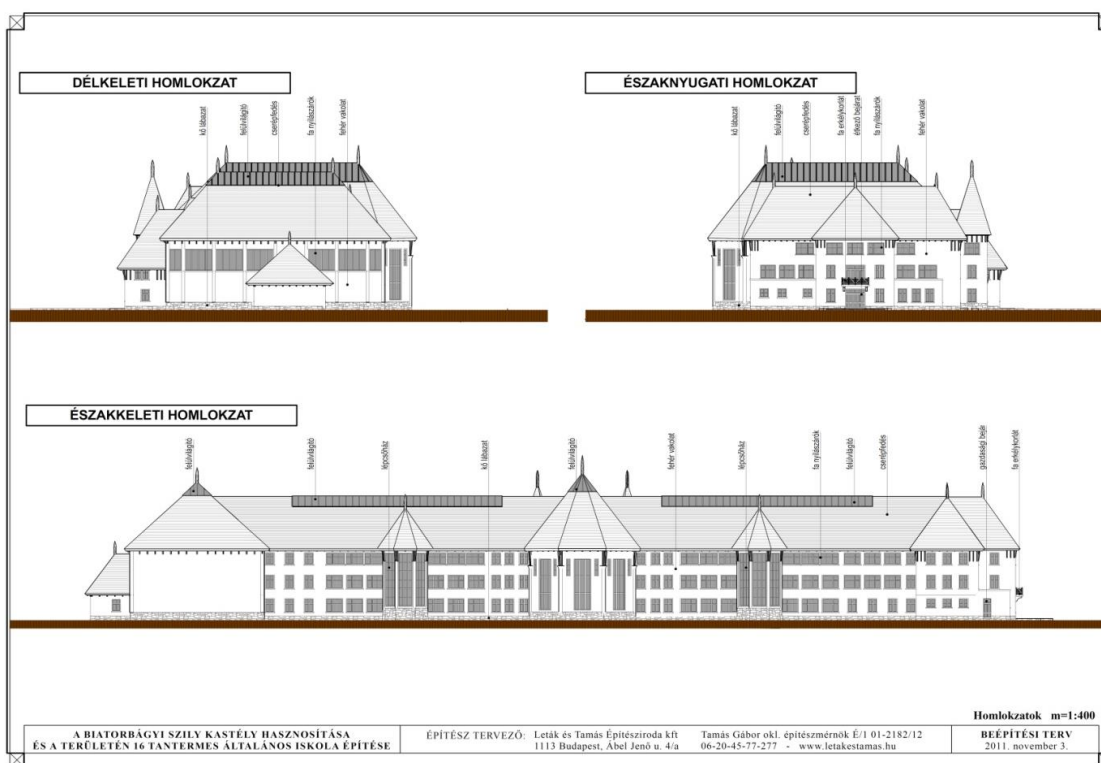 DÉLKELETI HOMLOKZAT
kő lábazat
felülvilágító
cserépfedés
fa nyílászárók
fehér vakolat
ÉSZAKNYUGATI HOMLOKZAT
kő lábazat
felülvilágító
cserépfedés
fa erkélykorlát
étkező bejárat
fa nyílászárók
fehér vakolat
ÉSZAKKELETI HOMLOKZAT
felülvilágító
felülvilágító
lépcsőház
kő lábazat
felülvilágító
fehér vakolat
lépcsőház
fa nyílászárók
felülvilágító
cserépfedés
gazdasági bejár
fa erkélykorlát
Homlokzatok m=1:400
A BIATORBÁGYI SZILY KASTÉLY HASZNOSÍTÁSA
ÉS A TERÜLETÉN 16 TANTERMES ÁLTALÁNOS ISKOLA ÉPÍTÉSE
ÉPÍTÉSZ TERVEZŐ: Leták és Tamás Építésziroda kft
1113 Budapest, Ábel Jenő u. 4/a
Tamás Gábor okl. építészmérnök É/1 01-2182/12
06-20-45-77-277 - www.letakestamas.hu
BEÉPÍTÉSI TERV
2011. november 3.